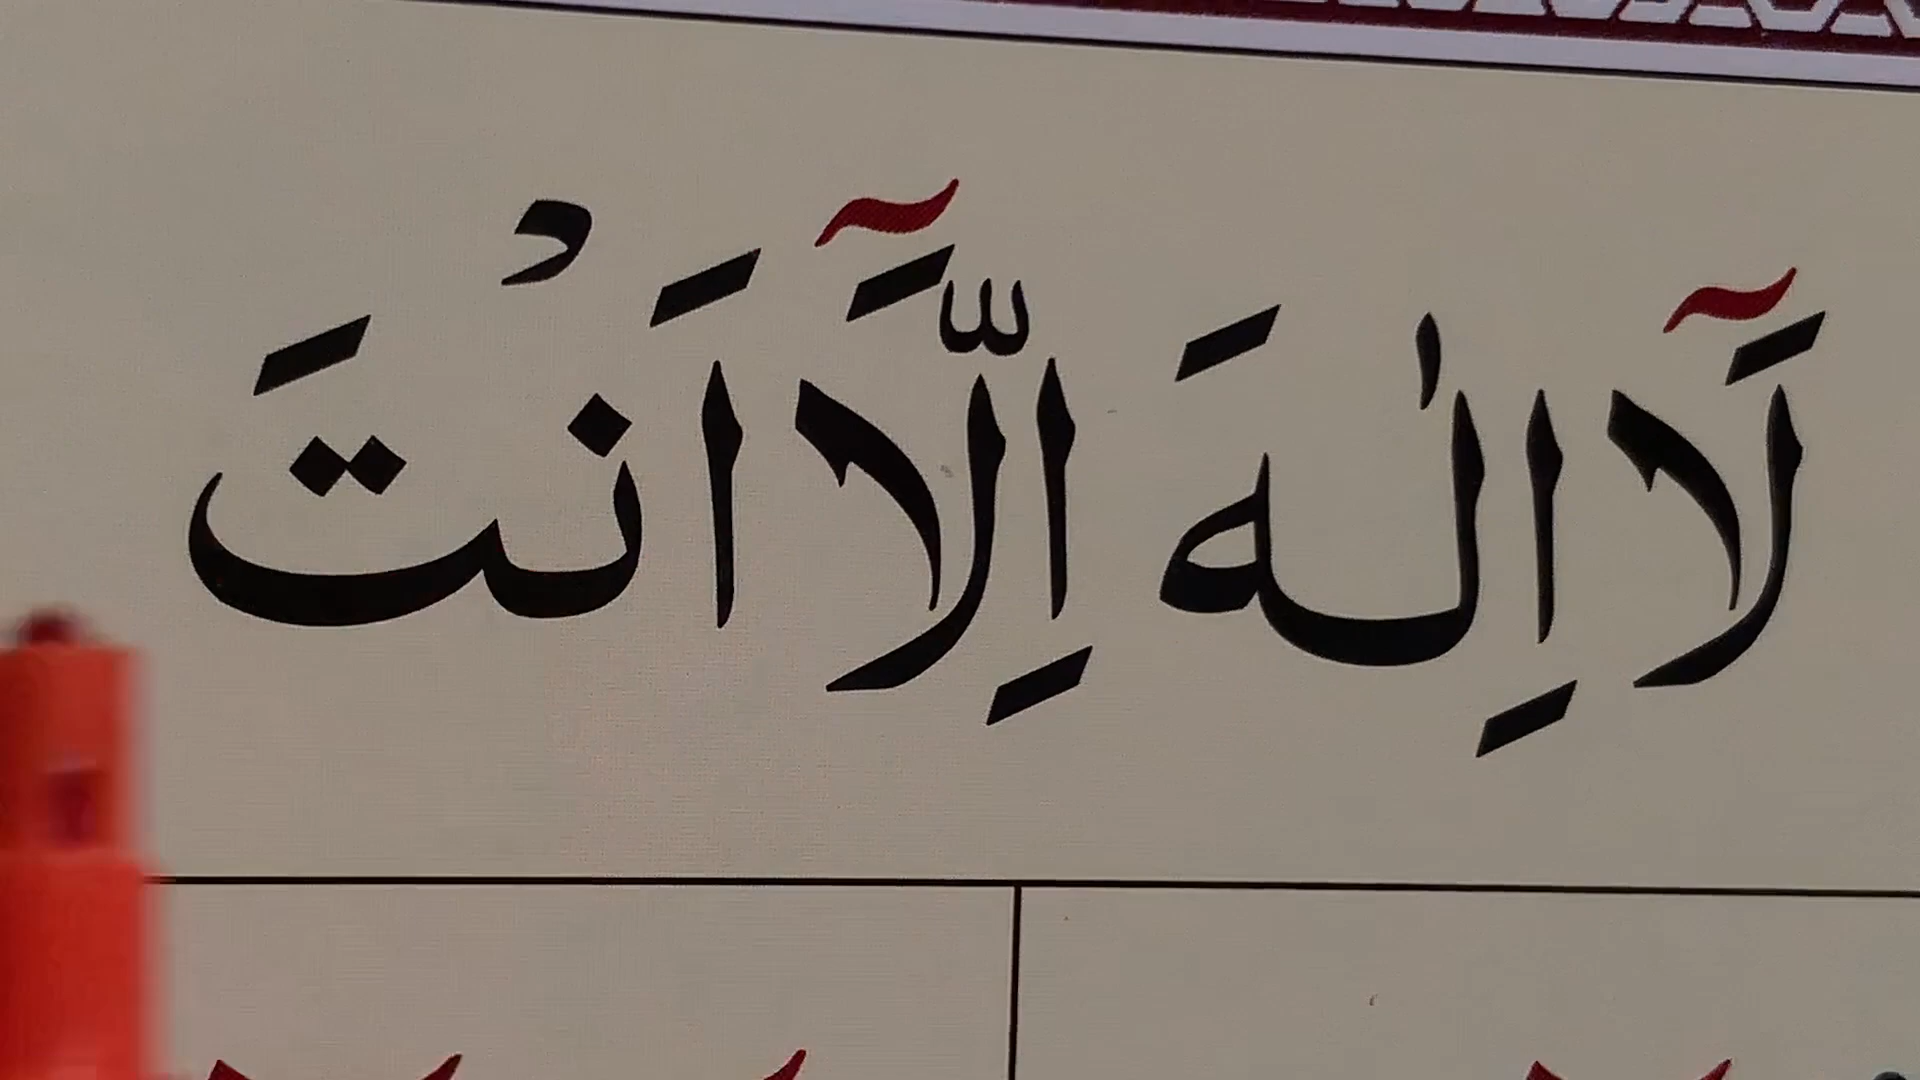 لَآ اِلٰهَ اِلَّآ اَنْتَ